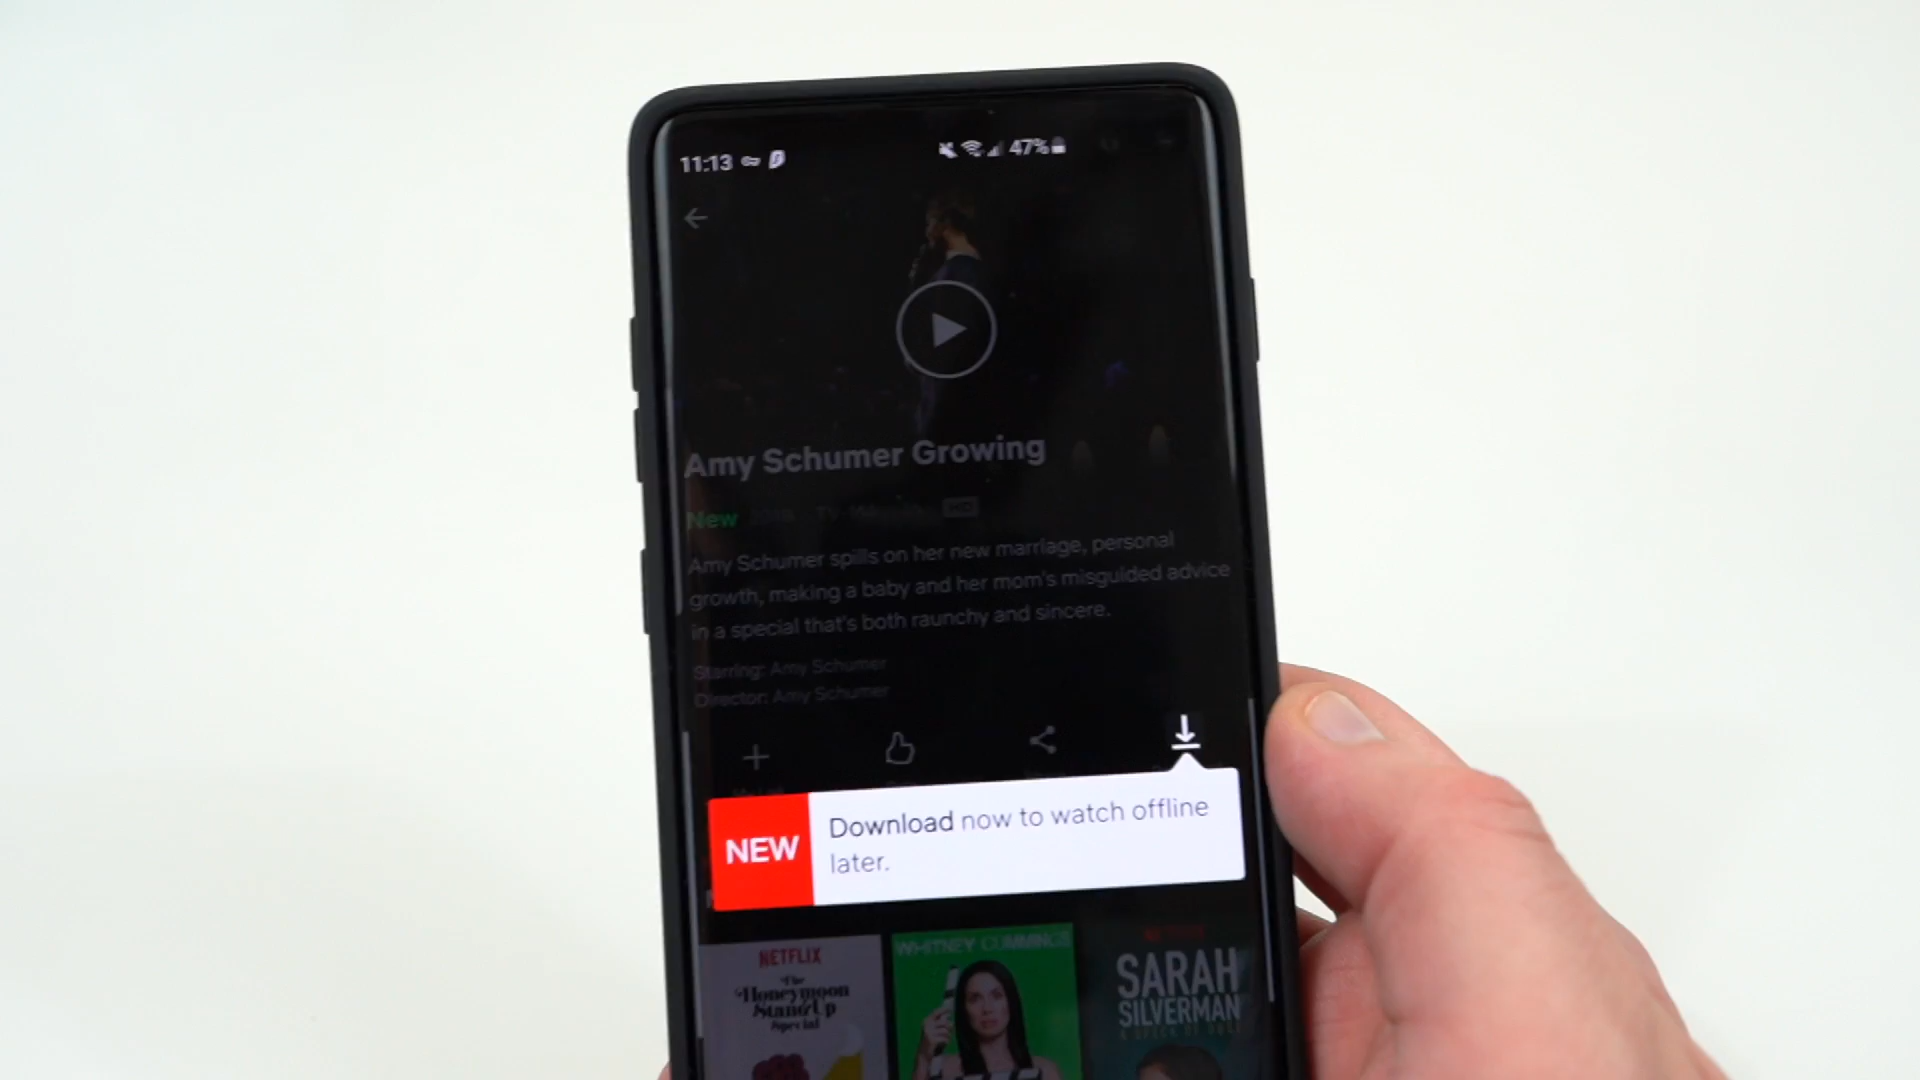 11:13
47%
Amy Schumer Growing
New HD
Amy Schumer spills on her new marriage, personal
growth, making a baby and her mom's misguided advice
in a special that's both raunchy and sincere.
Starring: Amy Schumer
Director: Amy Schumer
NEW
Download now to watch offline
later.
NETFLIX
The
Honeymoon
Stand Up
Special
WHITNEY CUMMINGS
SARAH
SILVERMAN